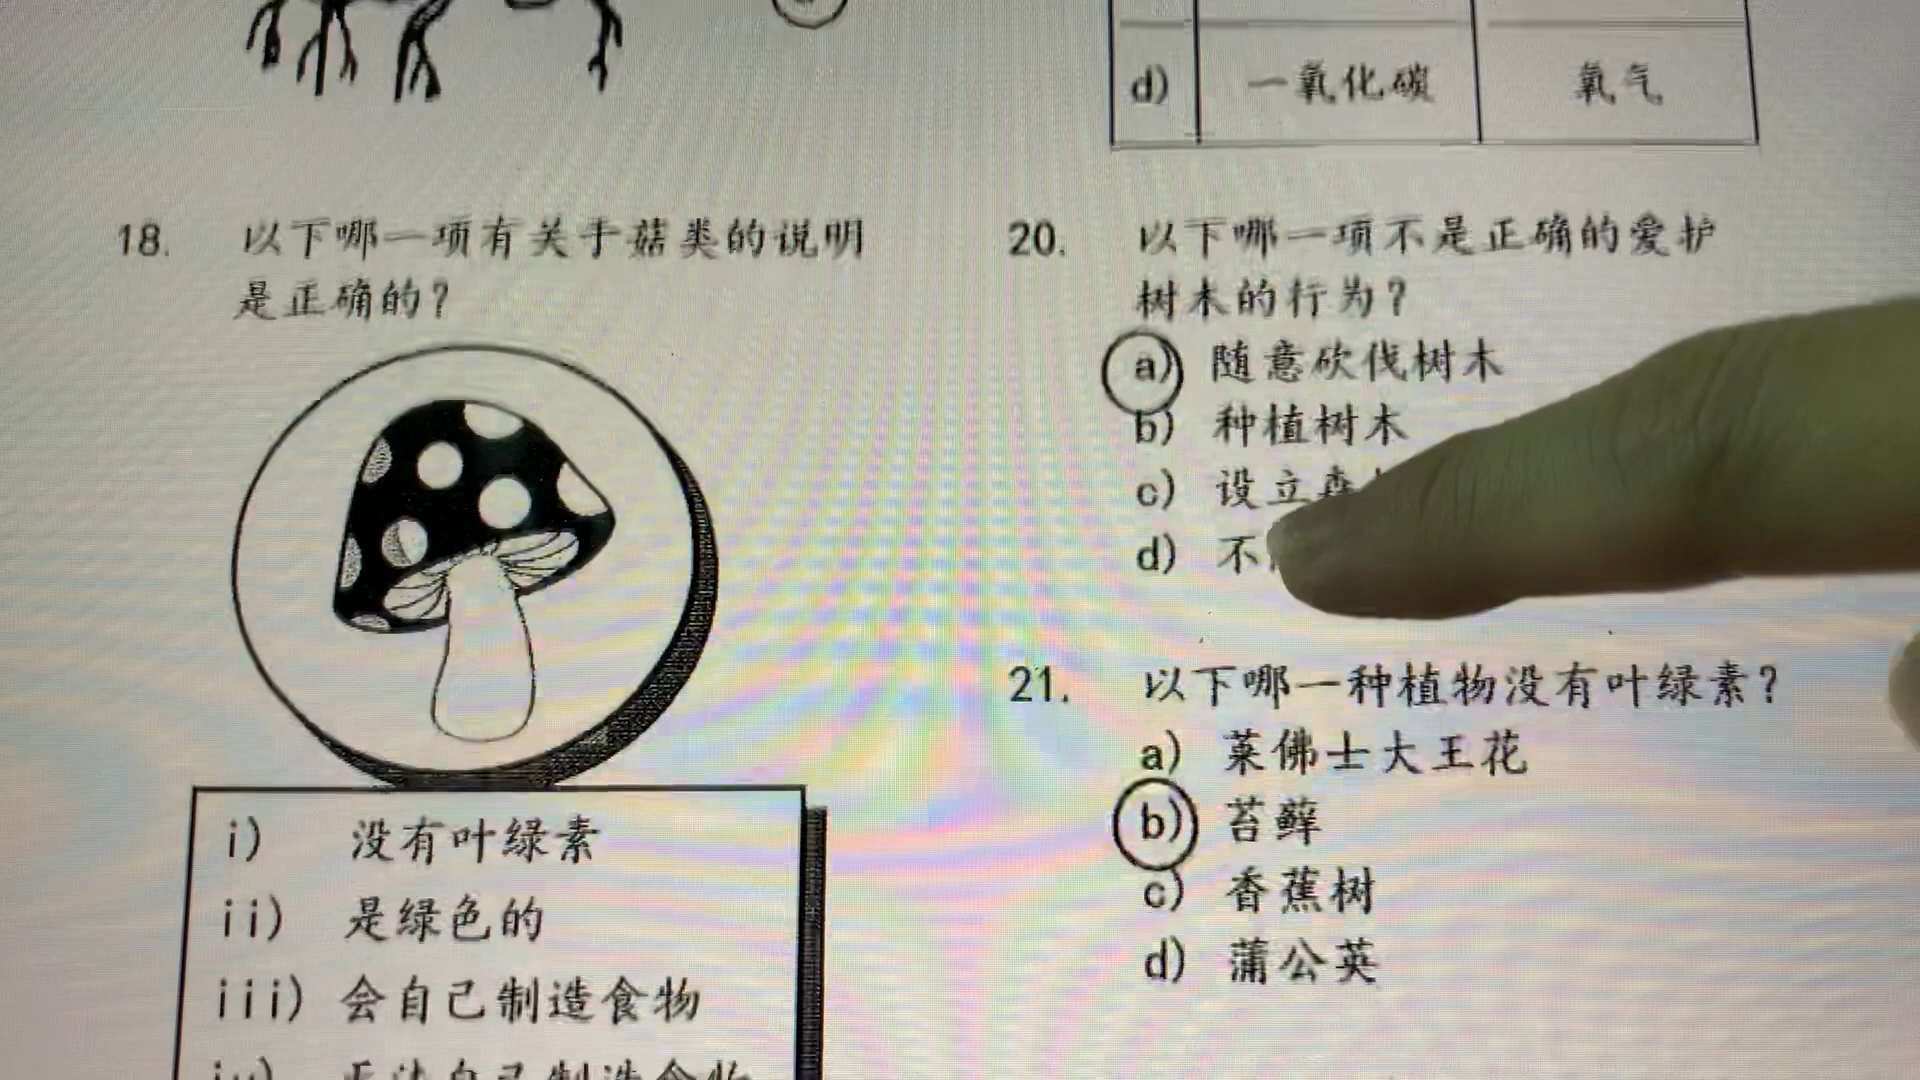 d) 一氧化碳 氧气
18. 以下哪一项有关于菇类的说明
是正确的?
i) 没有叶绿素
ii) 是绿色的
iii) 会自己制造食物
20. 以下哪一项不是正确的爱护
树木的行为?
a) 随意砍伐树木
b) 种植树木
c) 设立森
d) 不
21. 以下哪一种植物没有叶绿素?
a) 莱佛士大王花
b) 苔藓
c) 香蕉树
d) 蒲公英